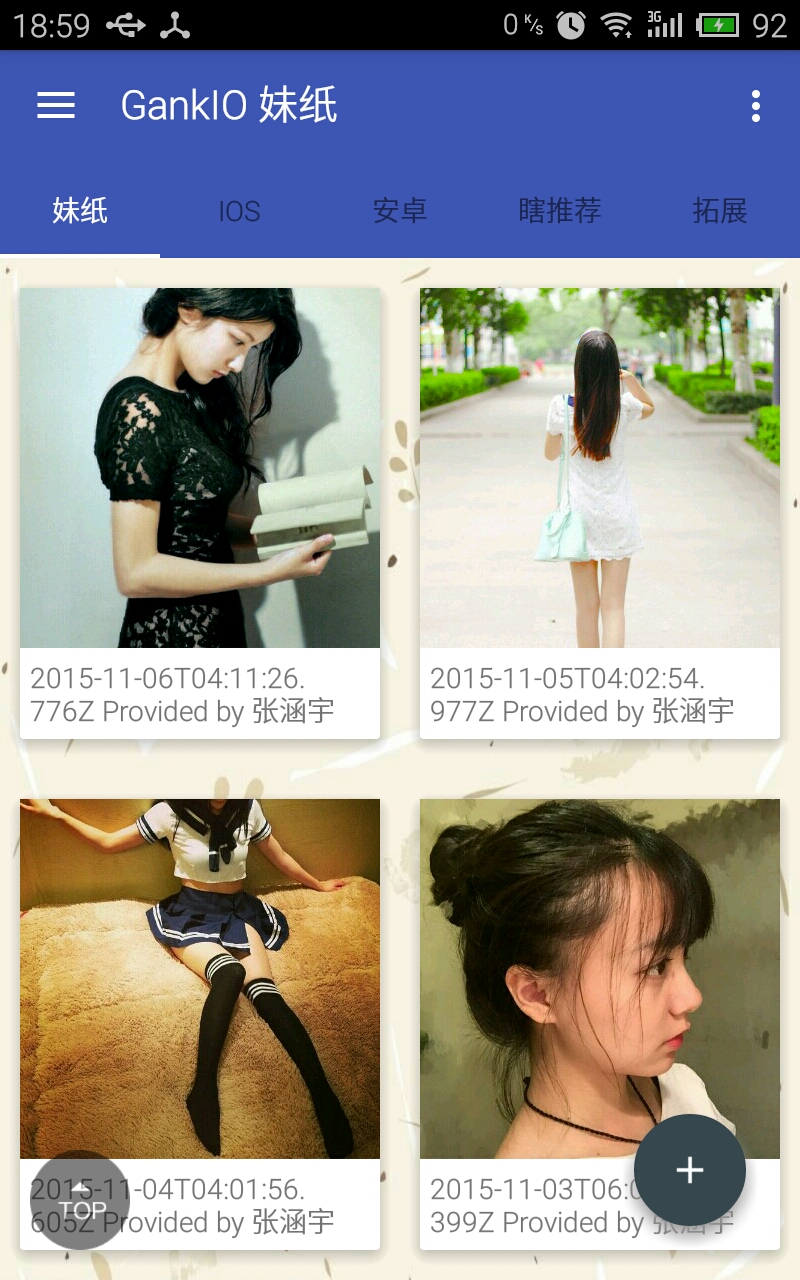 18:59 0 K/s 3G 92
GankIO 妹纸
妹纸 IOS 安卓 瞎推荐 拓展
2015-11-06T04:11:26.
776Z Provided by 张涵宇
2015-11-05T04:02:54.
977Z Provided by 张涵宇
2015-11-04T04:01:56.
605Z Provided by 张涵宇
TOP
2015-11-03T06:0
399Z Provided by 张涵宇